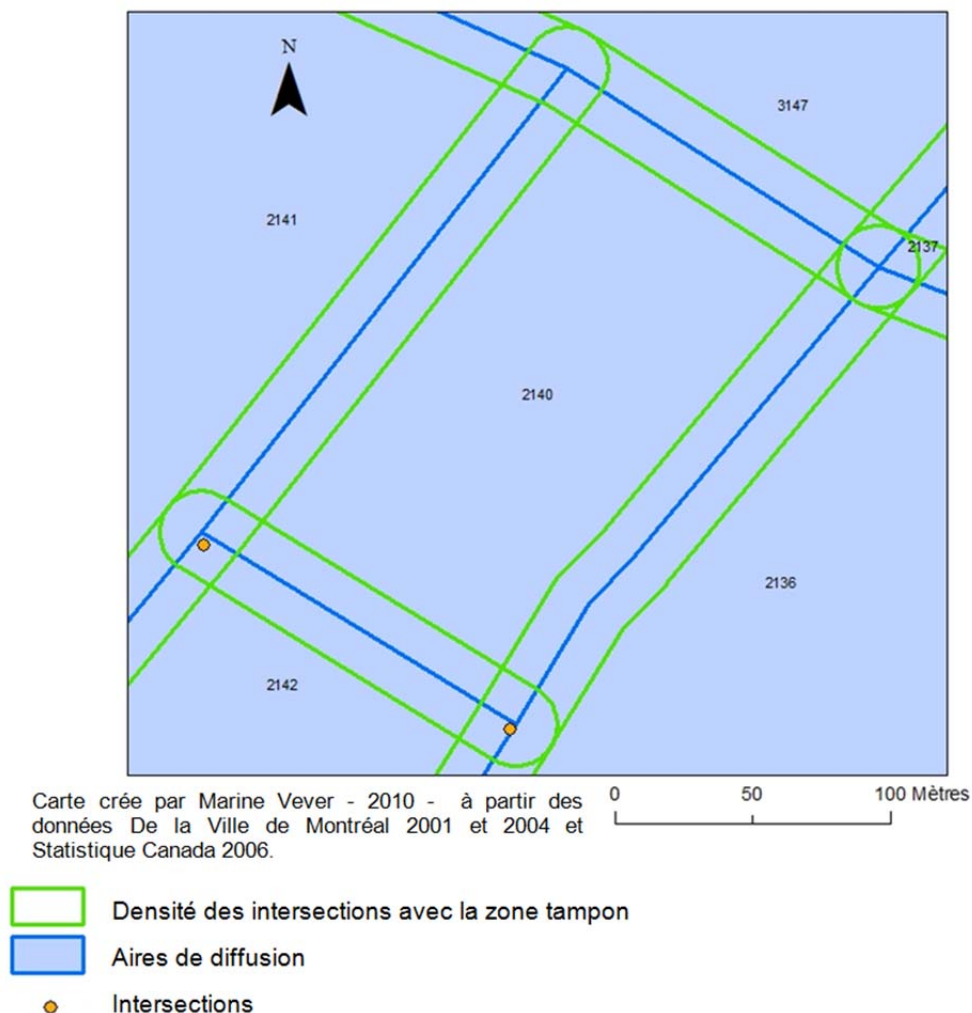 N
3147
2141
2137
2140
2136
2142
Carte crée par Marine Vever - 2010 - à partir des
données De la Ville de Montréal 2001 et 2004 et
Statistique Canada 2006.
0 50 100 Mètres
Densité des intersections avec la zone tampon
Aires de diffusion
Intersections